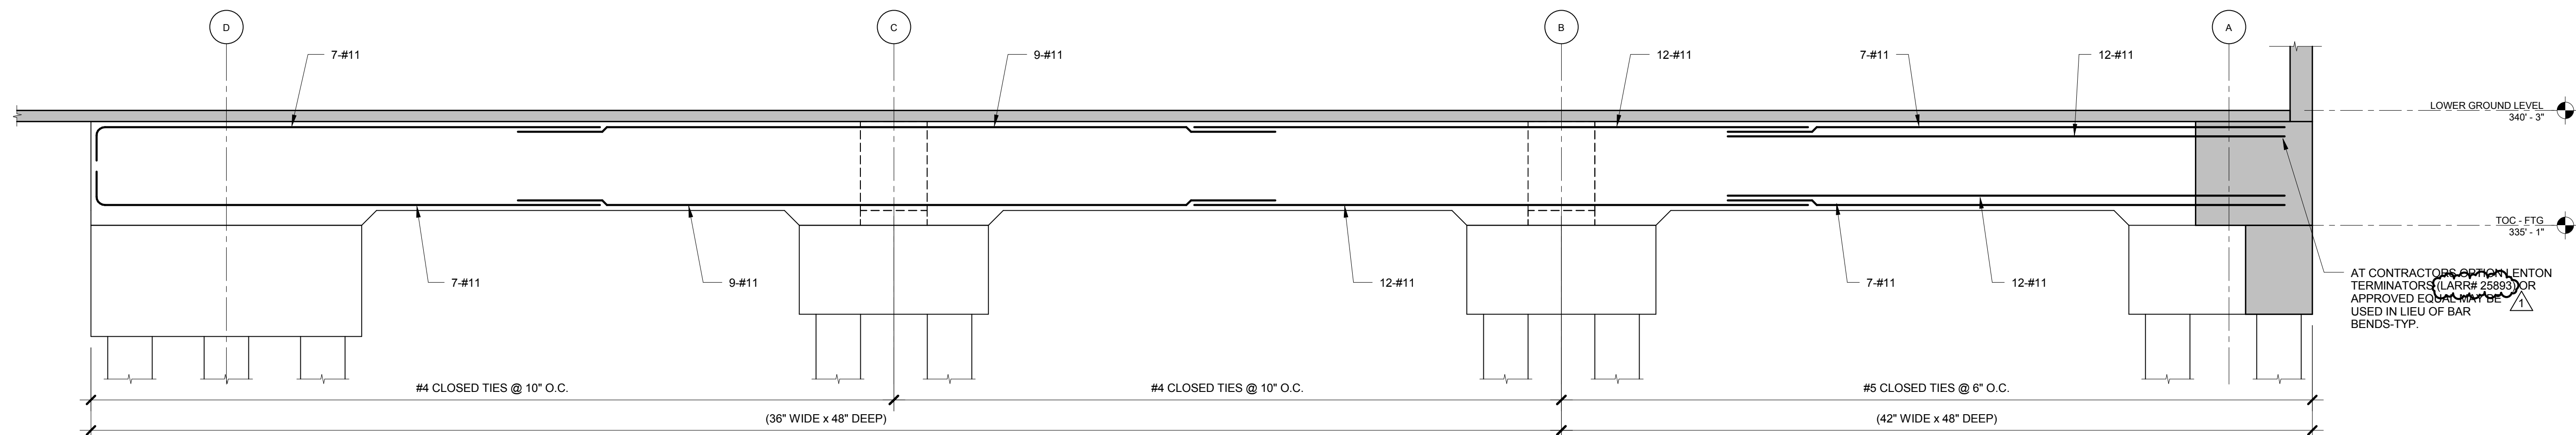 D
C
B
A
7-#11
9-#11
12-#11
7-#11
12-#11
LOWER GROUND LEVEL
340' - 3"
TOC - FTG
335' - 1"
7-#11
9-#11
12-#11
7-#11
12-#11
AT CONTRACTORS OPTION LENTON
TERMINATORS (LARR# 25893) OR
APPROVED EQUAL MAY BE
USED IN LIEU OF BAR
BENDS-TYP.
1
#4 CLOSED TIES @ 10" O.C.
#4 CLOSED TIES @ 10" O.C.
#5 CLOSED TIES @ 6" O.C.
(36" WIDE x 48" DEEP)
(42" WIDE x 48" DEEP)